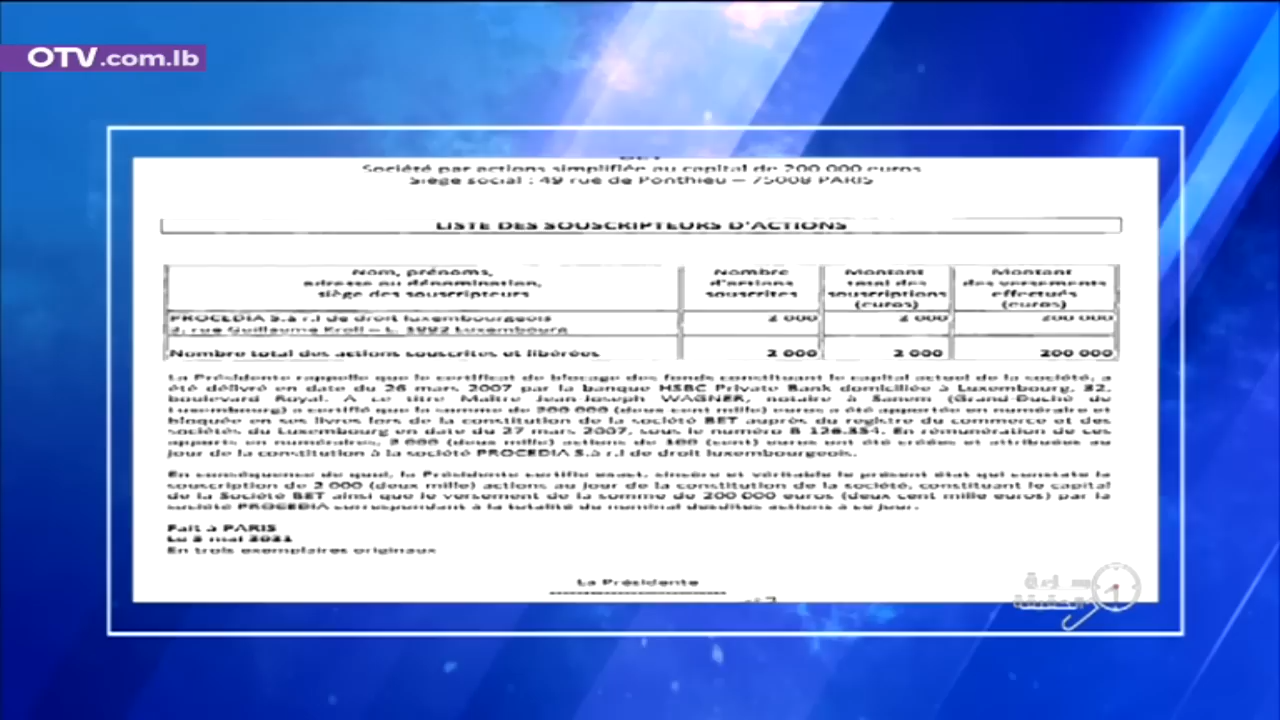 OTV.com.lb
BET
Société par actions simplifiée au capital de 200 000 euros
Siège social : 49 rue de Ponthieu – 75008 PARIS
LISTE DES SOUSCRIPTEURS D'ACTIONS
Nom, prénoms,
adresse ou dénomination,
siège des souscripteurs
Nombre
d'actions
souscrites
Montant
total des
souscriptions
(euros)
Montant
des versements
effectués
(euros)
PROCEDIA S.à r.l de droit luxembourgeois 2 000 2 000 200 000
2, rue Guillaume Kroll – L. 1882 Luxembourg
Nombre total des actions souscrites et libérées 2 000 2 000 200 000
La Présidente rappelle que le certificat de blocage des fonds constituant le capital actuel de la société, a
été délivré en date du 26 mars 2007 par la banque HSBC Private Bank domiciliée à Luxembourg, 32,
boulevard Royal. A ce titre Maître Jean-Joseph WAGNER, notaire à Sanem (Grand-Duché de
Luxembourg) a certifié que la somme de 200 000 (deux cent mille) euros a été apportée en numéraire et
bloquée en ses livres lors de la constitution de la société BET auprès du registre du commerce et des
sociétés du Luxembourg en date du 27 mars 2007, sous le numéro B 126.354. En rémunération de ces
apports en numéraires, 2 000 (deux mille) actions de 100 (cent) euros ont été créées et attribuées au
jour de la constitution à la société PROCEDIA S.à r.l de droit luxembourgeois.
En conséquence de quoi, la Présidente certifie exact, sincère et véritable le présent état qui constate la
souscription de 2 000 (deux mille) actions au jour de la constitution de la société, constituant le capital
de la Société BET ainsi que le versement de la somme de 200 000 euros (deux cent mille euros) par la
société PROCEDIA correspondant à la totalité du nominal desdites actions à ce jour.
Fait à PARIS
Le 3 mai 2021
En trois exemplaires originaux
La Présidente